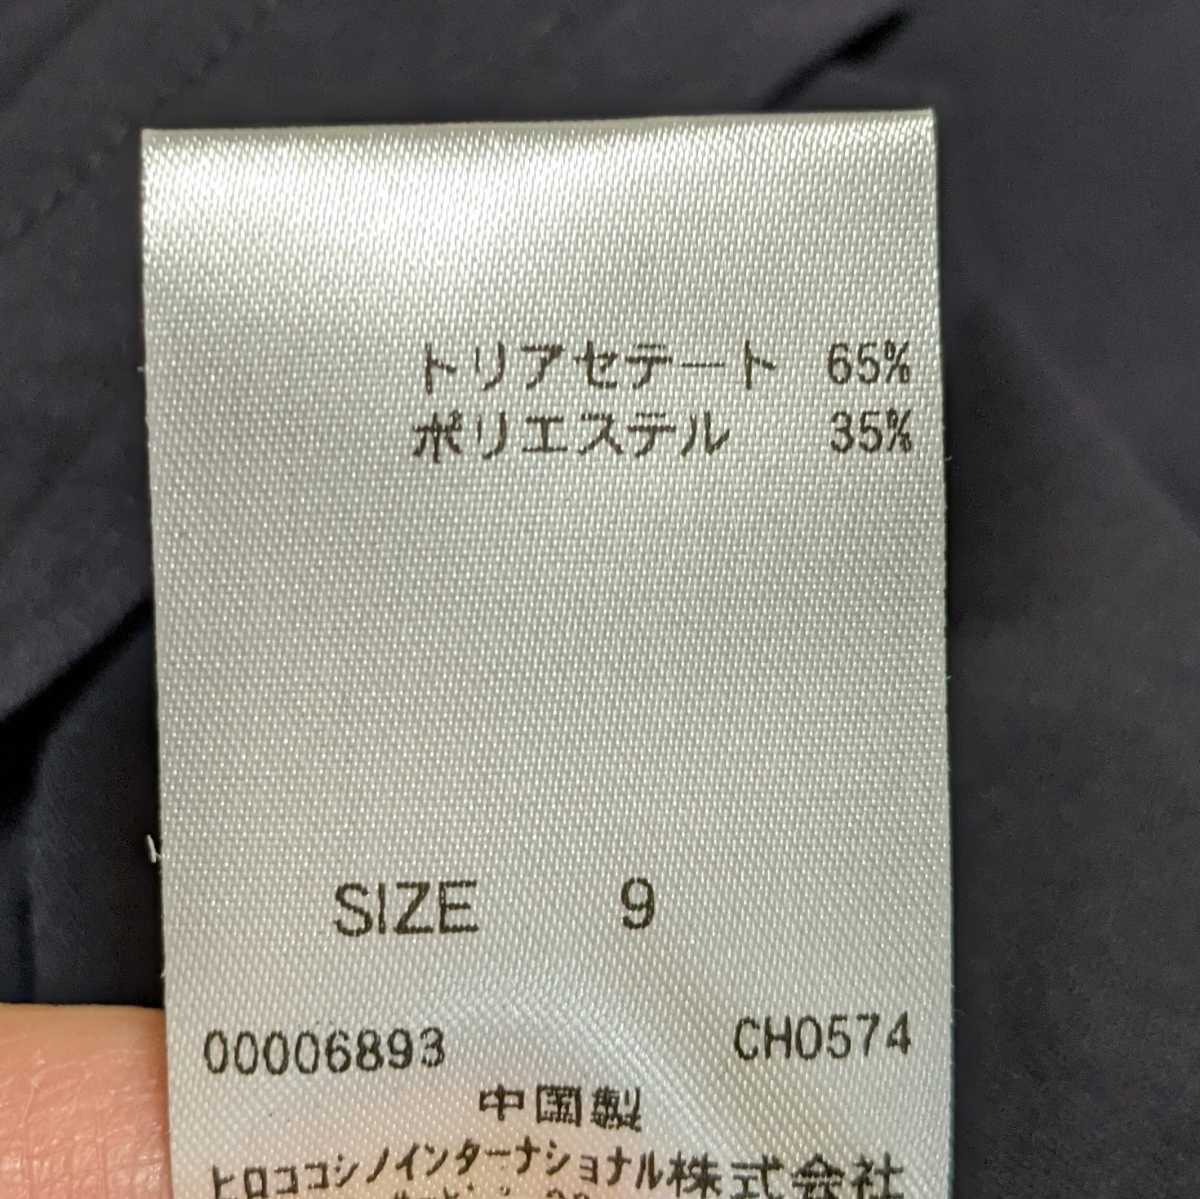 トリアセテート 65%
ポリエステル 35%
SIZE 9
00006893 CH0574
中国製
ヒロココシノインターナショナル株式会社